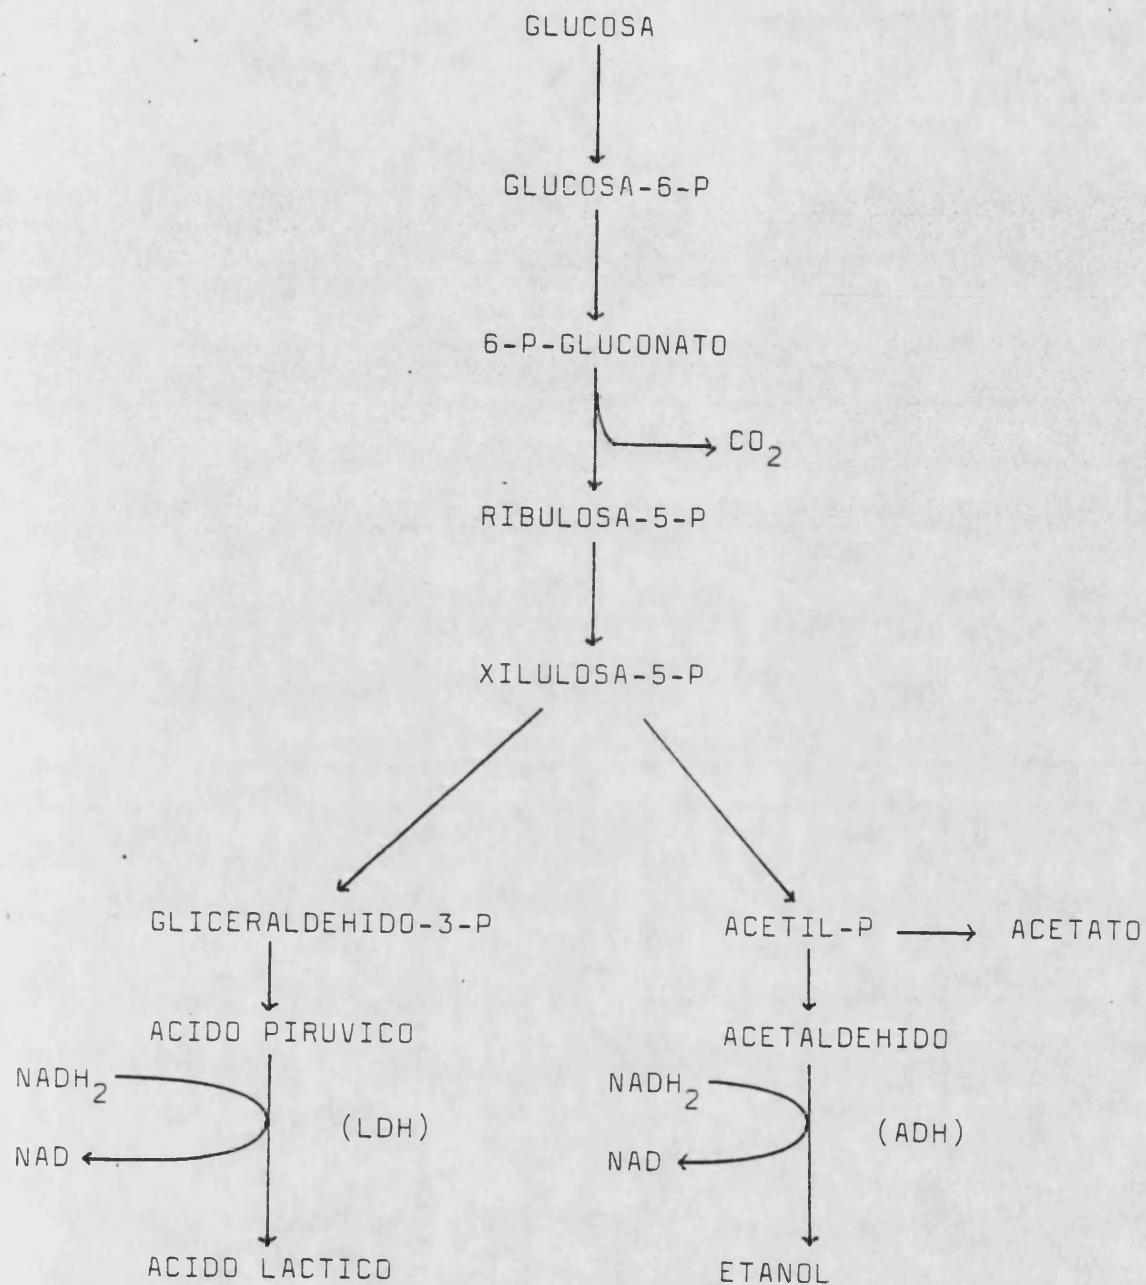 GLUCOSA
GLUCOSA-6-P
6-P-GLUCONATO
CO2
RIBULOSA-5-P
XILULOSA-5-P
GLICERALDEHIDO-3-P
ACETIL-P
ACETATO
ACIDO PIRUVICO
ACETALDEHIDO
NADH2
(LDH)
NAD
NADH2
(ADH)
NAD
ACIDO LACTICO
ETANOL